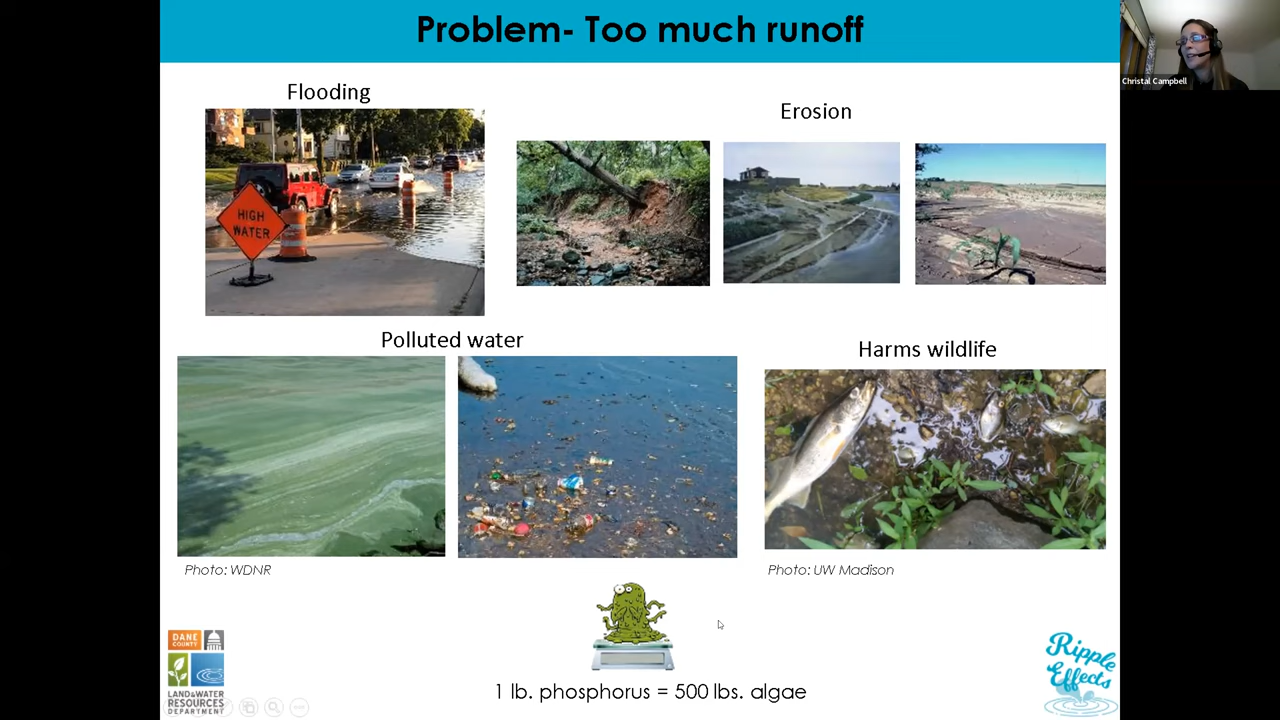 Problem- Too much runoff
Christal Campbell
Flooding
Erosion
HIGH
WATER
Polluted water
Harms wildlife
Photo: WDNR
Photo: UW Madison
DANE
COUNTY
LAND & WATER
RESOURCES
DEPARTMENT
Ripple
Effects
1 lb. phosphorus = 500 lbs. algae